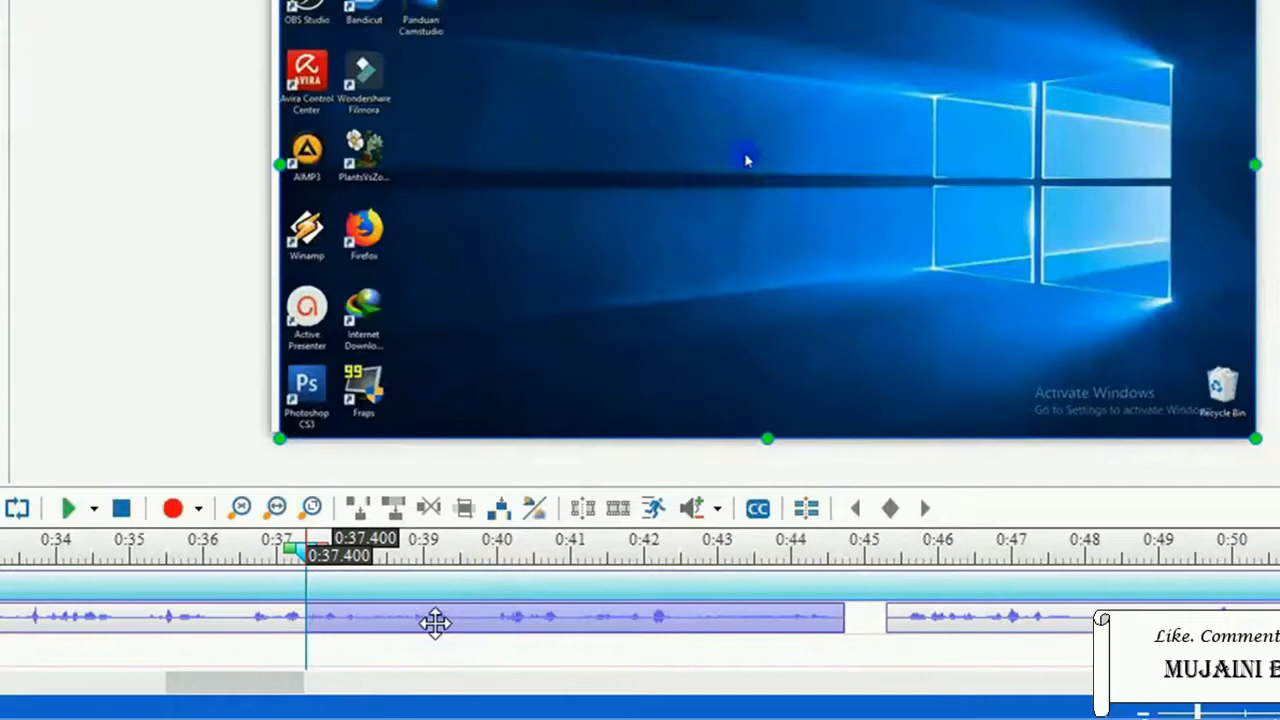 OBS Studio
Bandicut
Panduan
Camstudio
AVIRA
Avira Control
Center
Wondershare
Filmora
AIMP3
PlantsVsZo...
Winamp
Firefox
Active
Presenter
Internet
Downlo...
Ps
99
Photoshop
CS3
Fraps
Activate Windows
Go to Settings to activate Windo
Recycle Bin
CC
0:34
0:35
0:36
0:37
0:37.400
0:39
0:40
0:41
0:42
0:43
0:44
0:45
0:46
0:47
0:48
0:49
0:50
0:37.400
Like. Comment
MUJAINI